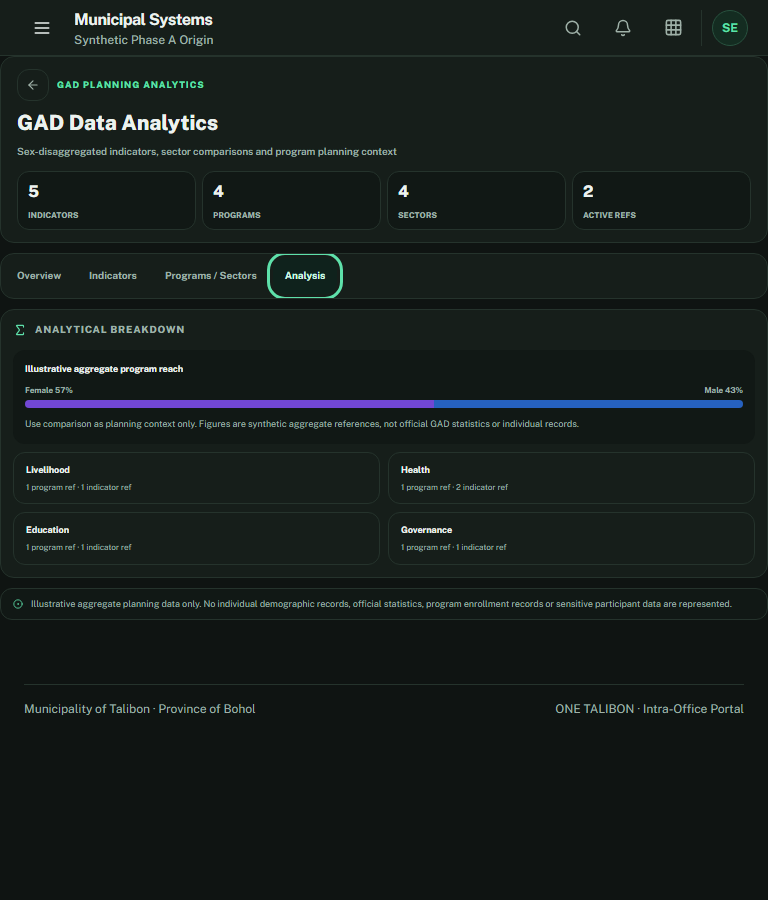 Municipal Systems
Synthetic Phase A Origin
SE
GAD PLANNING ANALYTICS
GAD Data Analytics
Sex-disaggregated indicators, sector comparisons and program planning context
5
INDICATORS
4
PROGRAMS
4
SECTORS
2
ACTIVE REFS
Overview
Indicators
Programs / Sectors
Analysis
ANALYTICAL BREAKDOWN
Illustrative aggregate program reach
Female 57%
Male 43%
Use comparison as planning context only. Figures are synthetic aggregate references, not official GAD statistics or individual records.
Livelihood
1 program ref · 1 indicator ref
Health
1 program ref · 2 indicator ref
Education
1 program ref · 1 indicator ref
Governance
1 program ref · 1 indicator ref
Illustrative aggregate planning data only. No individual demographic records, official statistics, program enrollment records or sensitive participant data are represented.
Municipality of Talibon · Province of Bohol
ONE TALIBON · Intra-Office Portal